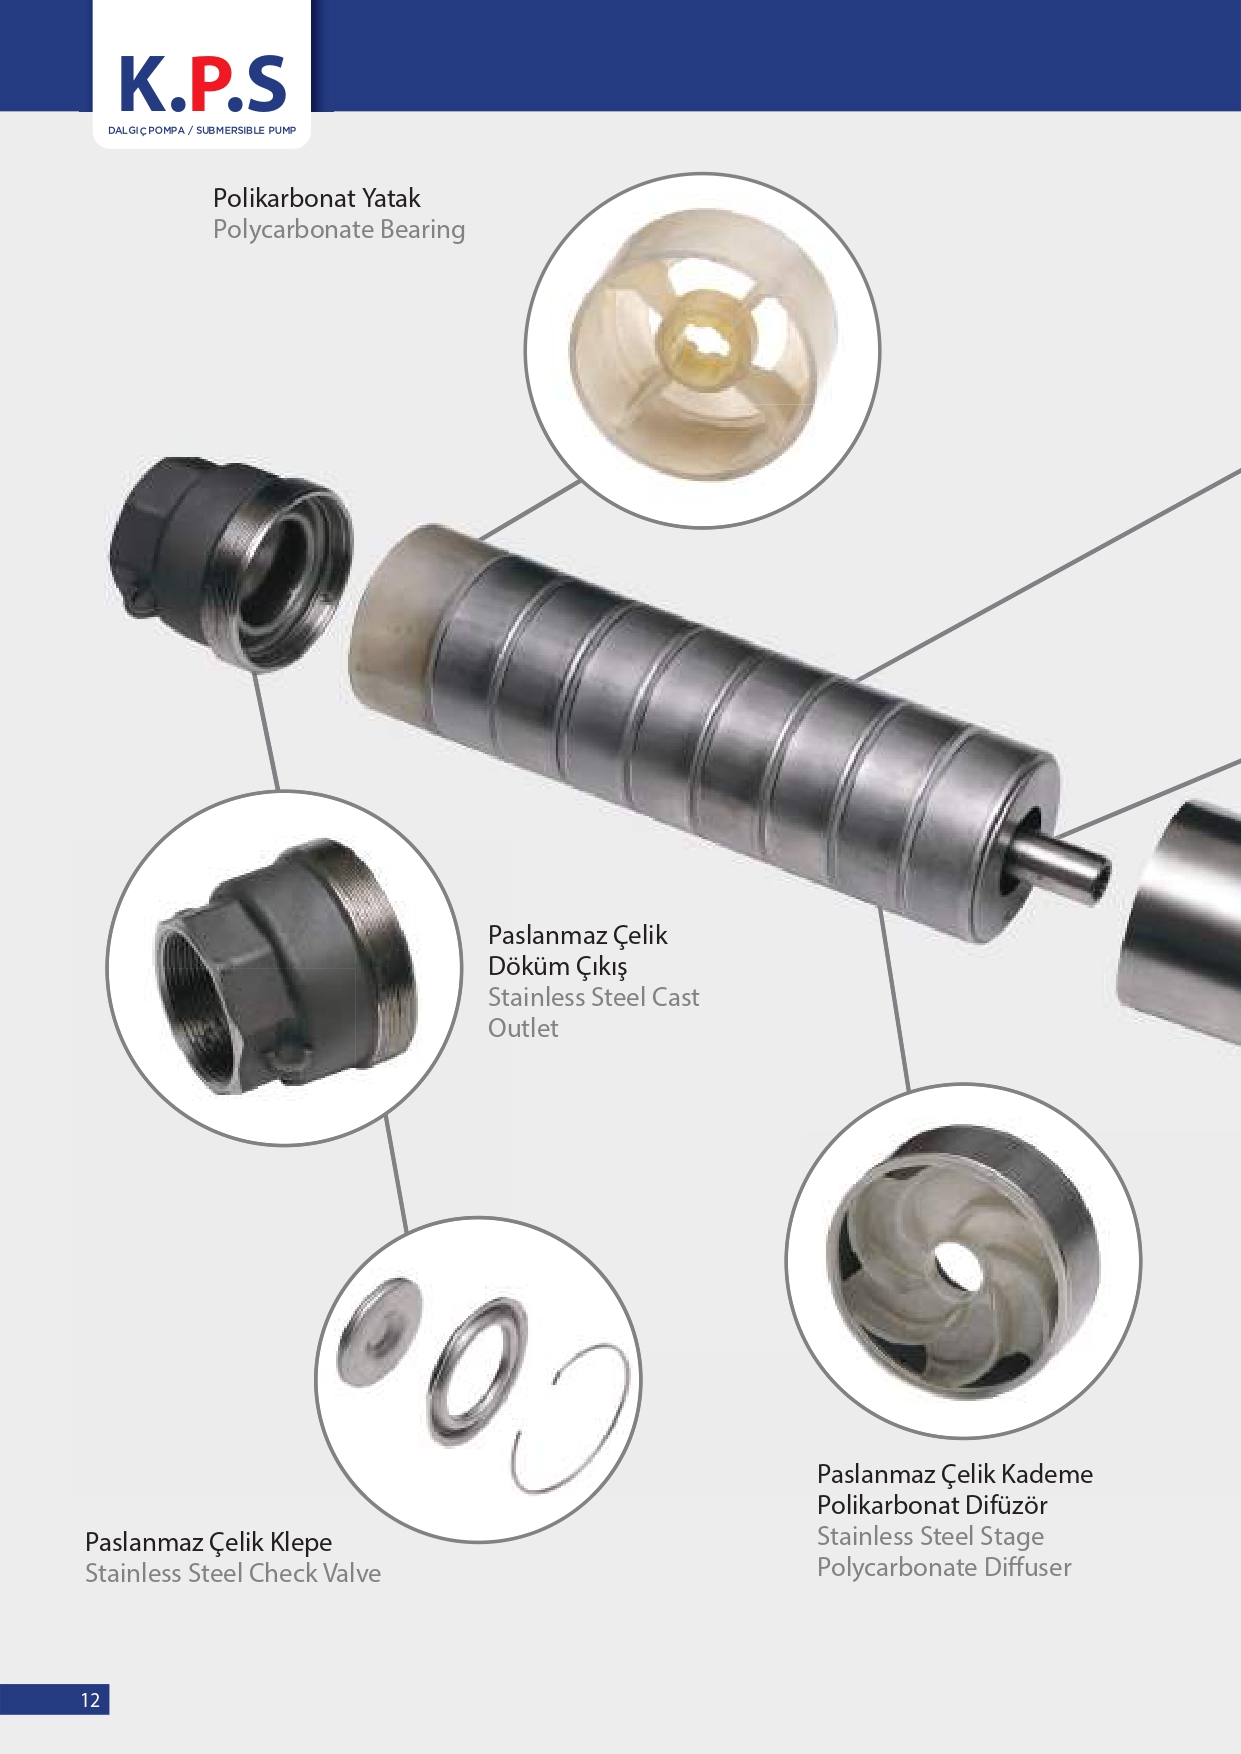 K.P.S
DALGIÇ POMPA / SUBMERSIBLE PUMP
Polikarbonat Yatak
Polycarbonate Bearing
Paslanmaz Çelik
Döküm Çıkış
Stainless Steel Cast
Outlet
Paslanmaz Çelik Kademe
Polikarbonat Difüzör
Stainless Steel Stage
Polycarbonate Diffuser
Paslanmaz Çelik Klepe
Stainless Steel Check Valve
12